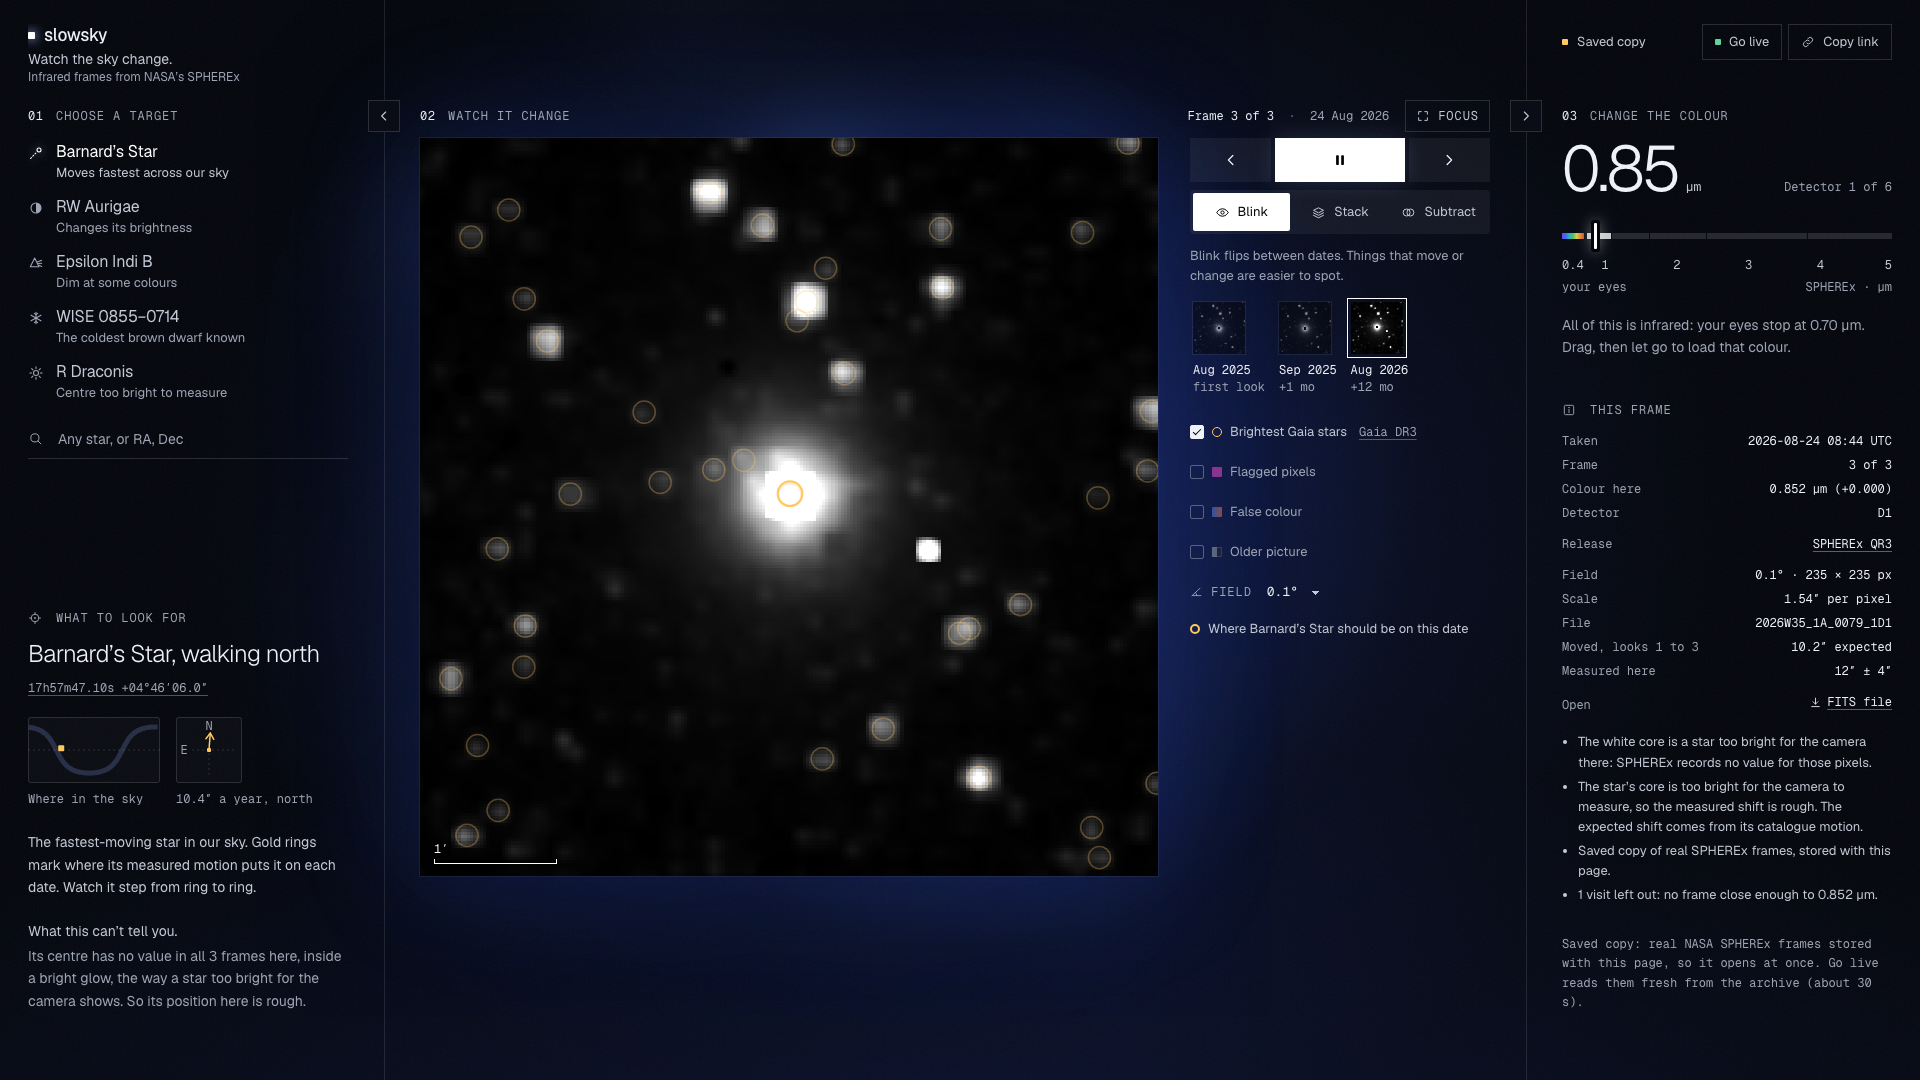 slowsky
Watch the sky change.
Infrared frames from NASA's SPHEREx
01 CHOOSE A TARGET
Barnard's Star
Moves fastest across our sky
RW Aurigae
Changes its brightness
Epsilon Indi B
Dim at some colours
WISE 0855–0714
The coldest brown dwarf known
R Draconis
Centre too bright to measure
Any star, or RA, Dec
WHAT TO LOOK FOR
Barnard's Star, walking north
17h57m47.10s +04°46′06.0″
N
E
Where in the sky
10.4″ a year, north
The fastest-moving star in our sky. Gold rings
mark where its measured motion puts it on each
date. Watch it step from ring to ring.
What this can't tell you.
Its centre has no value in all 3 frames here, inside
a bright glow, the way a star too bright for the
camera shows. So its position here is rough.
02 WATCH IT CHANGE
Frame 3 of 3 · 24 Aug 2026
FOCUS
1′
Blink
Stack
Subtract
Blink flips between dates. Things that move or
change are easier to spot.
Aug 2025
first look
Sep 2025
+1 mo
Aug 2026
+12 mo
Brightest Gaia stars Gaia DR3
Flagged pixels
False colour
Older picture
FIELD 0.1°
Where Barnard's Star should be on this date
Saved copy
Go live
Copy link
03 CHANGE THE COLOUR
0.85 µm
Detector 1 of 6
0.4 1 2 3 4 5
your eyes
SPHEREx · µm
All of this is infrared: your eyes stop at 0.70 µm.
Drag, then let go to load that colour.
THIS FRAME
Taken 2026-08-24 08:44 UTC
Frame 3 of 3
Colour here 0.852 µm (+0.000)
Detector D1
Release SPHEREx QR3
Field 0.1° · 235 × 235 px
Scale 1.54″ per pixel
File 2026W35_1A_0079_1D1
Moved, looks 1 to 3 10.2″ expected
Measured here 12″ ± 4″
Open FITS file
• The white core is a star too bright for the camera
there: SPHEREx records no value for those pixels.
• The star's core is too bright for the camera to
measure, so the measured shift is rough. The
expected shift comes from its catalogue motion.
• Saved copy of real SPHEREx frames, stored with this
page.
• 1 visit left out: no frame close enough to 0.852 µm.
Saved copy: real NASA SPHEREx frames stored
with this page, so it opens at once. Go live
reads them fresh from the archive (about 30
s).